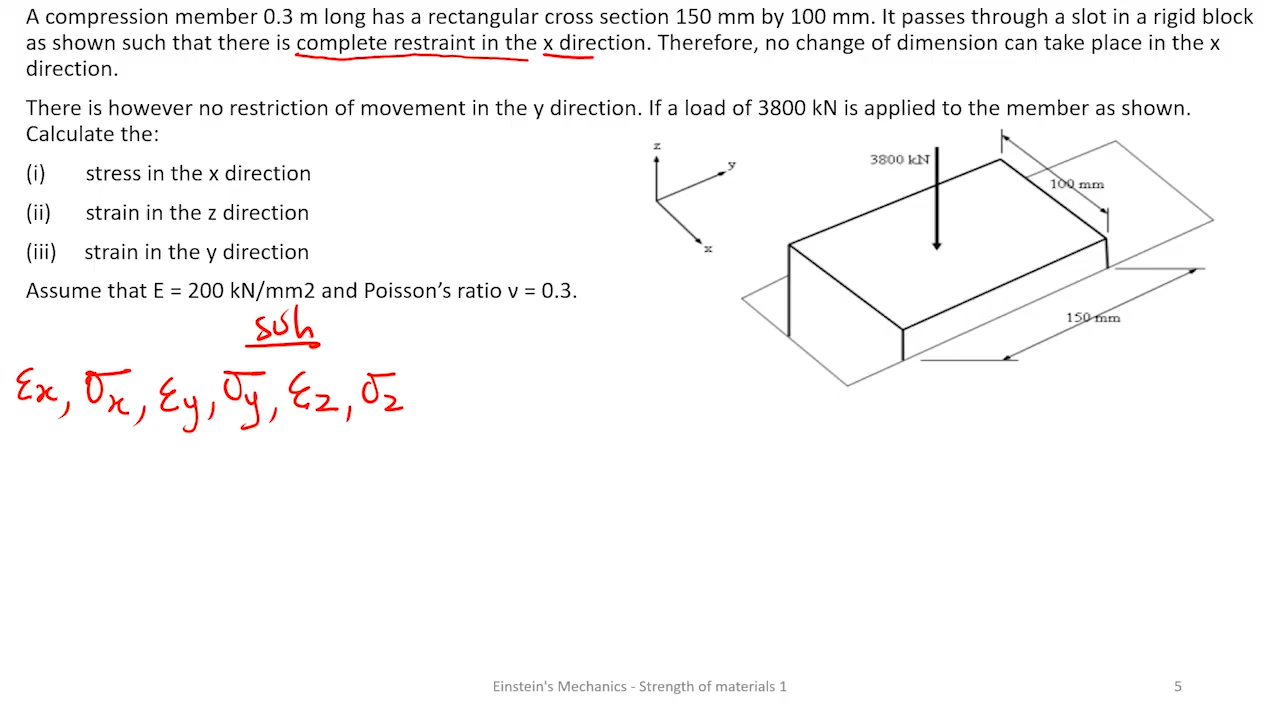 A compression member 0.3 m long has a rectangular cross section 150 mm by 100 mm. It passes through a slot in a rigid block
as shown such that there is complete restraint in the x direction. Therefore, no change of dimension can take place in the x
direction.
There is however no restriction of movement in the y direction. If a load of 3800 kN is applied to the member as shown.
Calculate the:
(i) stress in the x direction
(ii) strain in the z direction
(iii) strain in the y direction
Assume that E = 200 kN/mm2 and Poisson's ratio ν = 0.3.
z
y
x
3800 kN
100 mm
150 mm
εx, σx, εy, σy, εz, σz
Einstein's Mechanics - Strength of materials 1
5